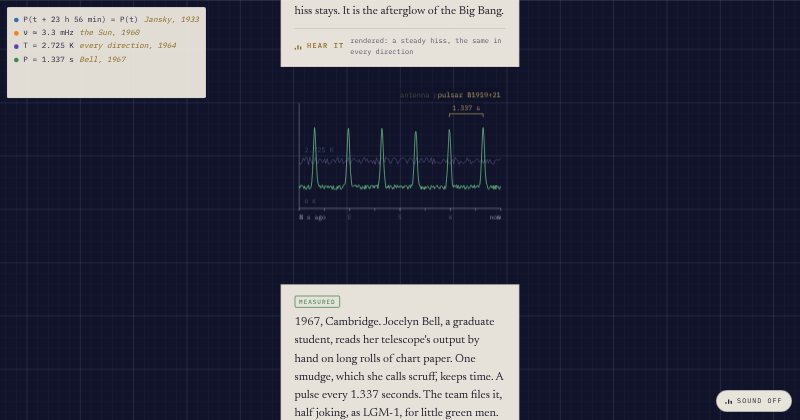 P(t + 23 h 56 min) = P(t) Jansky, 1933
ν ≈ 3.3 mHz the Sun, 1960
T = 2.725 K every direction, 1964
P = 1.337 s Bell, 1967
hiss stays. It is the afterglow of the Big Bang.
HEAR IT
rendered: a steady hiss, the same in
every direction
antenna pulsar B1919+21
1.337 s
0 K
s ago
now
MEASURED
1967, Cambridge. Jocelyn Bell, a graduate
student, reads her telescope's output by
hand on long rolls of chart paper. One
smudge, which she calls scruff, keeps time. A
pulse every 1.337 seconds. The team files it,
half joking, as LGM-1, for little green men.
SOUND OFF